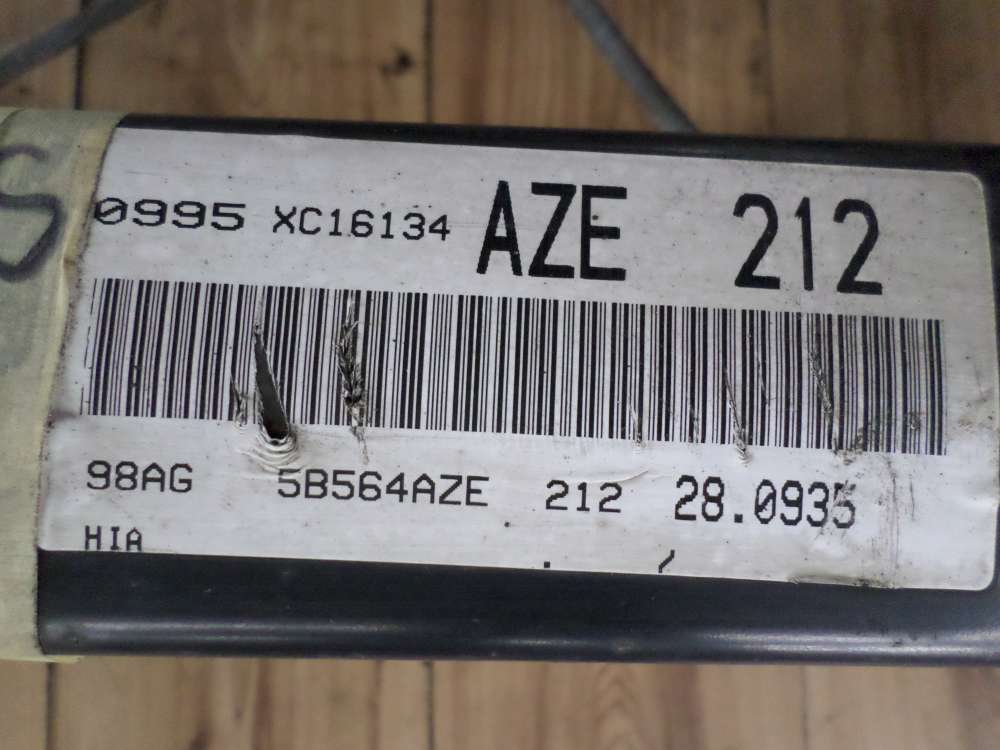 S
0995 XC16134 AZE 212
98AG 5B564AZE 212 28.0935
HIA
. /